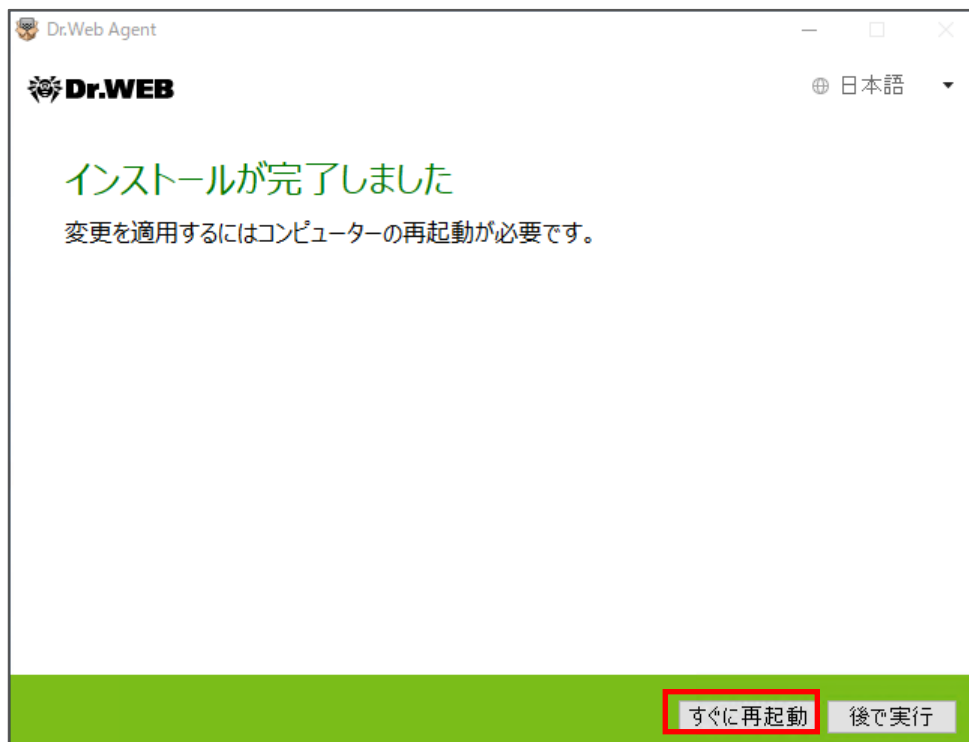 Dr.Web Agent
Dr.WEB
日本語
インストールが完了しました
変更を適用するにはコンピューターの再起動が必要です。
すぐに再起動
後で実行